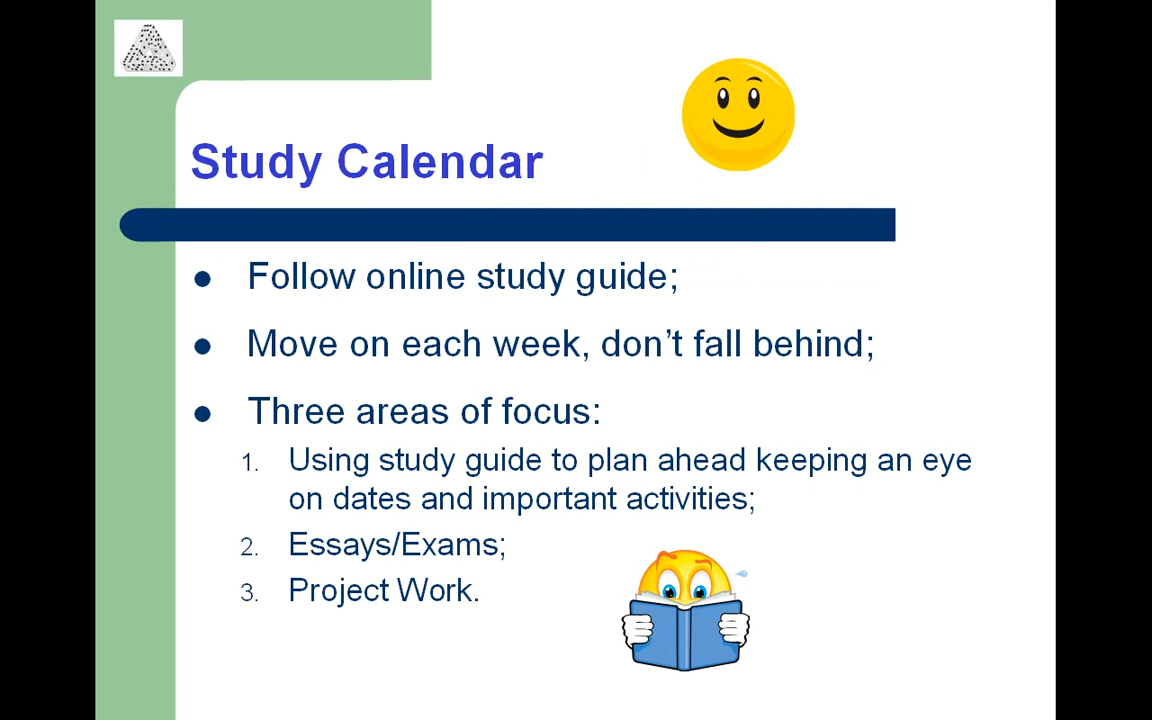 Study Calendar
Follow online study guide;
Move on each week, don’t fall behind;
Three areas of focus:
1. Using study guide to plan ahead keeping an eye
on dates and important activities;
2. Essays/Exams;
3. Project Work.